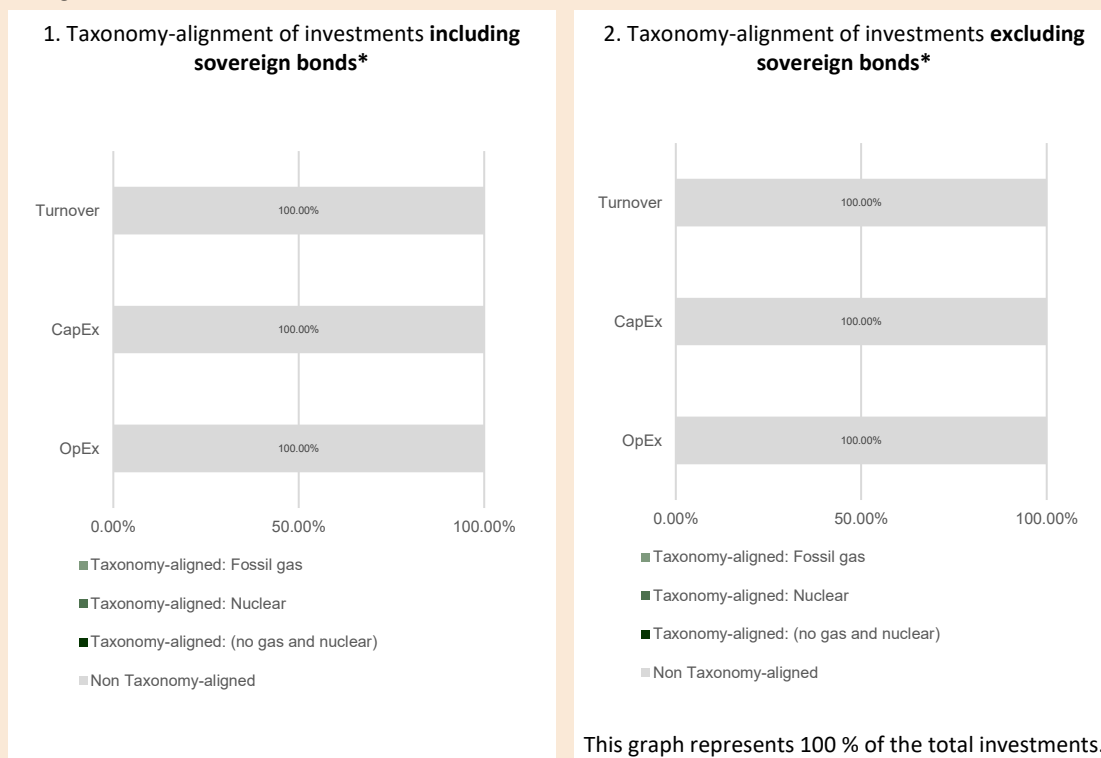 1. Taxonomy-alignment of investments including
sovereign bonds*
Turnover
100.00%
CapEx
100.00%
OpEx
100.00%
0.00% 50.00% 100.00%
Taxonomy-aligned: Fossil gas
Taxonomy-aligned: Nuclear
Taxonomy-aligned: (no gas and nuclear)
Non Taxonomy-aligned
2. Taxonomy-alignment of investments excluding
sovereign bonds*
Turnover
100.00%
CapEx
100.00%
OpEx
100.00%
0.00% 50.00% 100.00%
Taxonomy-aligned: Fossil gas
Taxonomy-aligned: Nuclear
Taxonomy-aligned: (no gas and nuclear)
Non Taxonomy-aligned
This graph represents 100 % of the total investments.